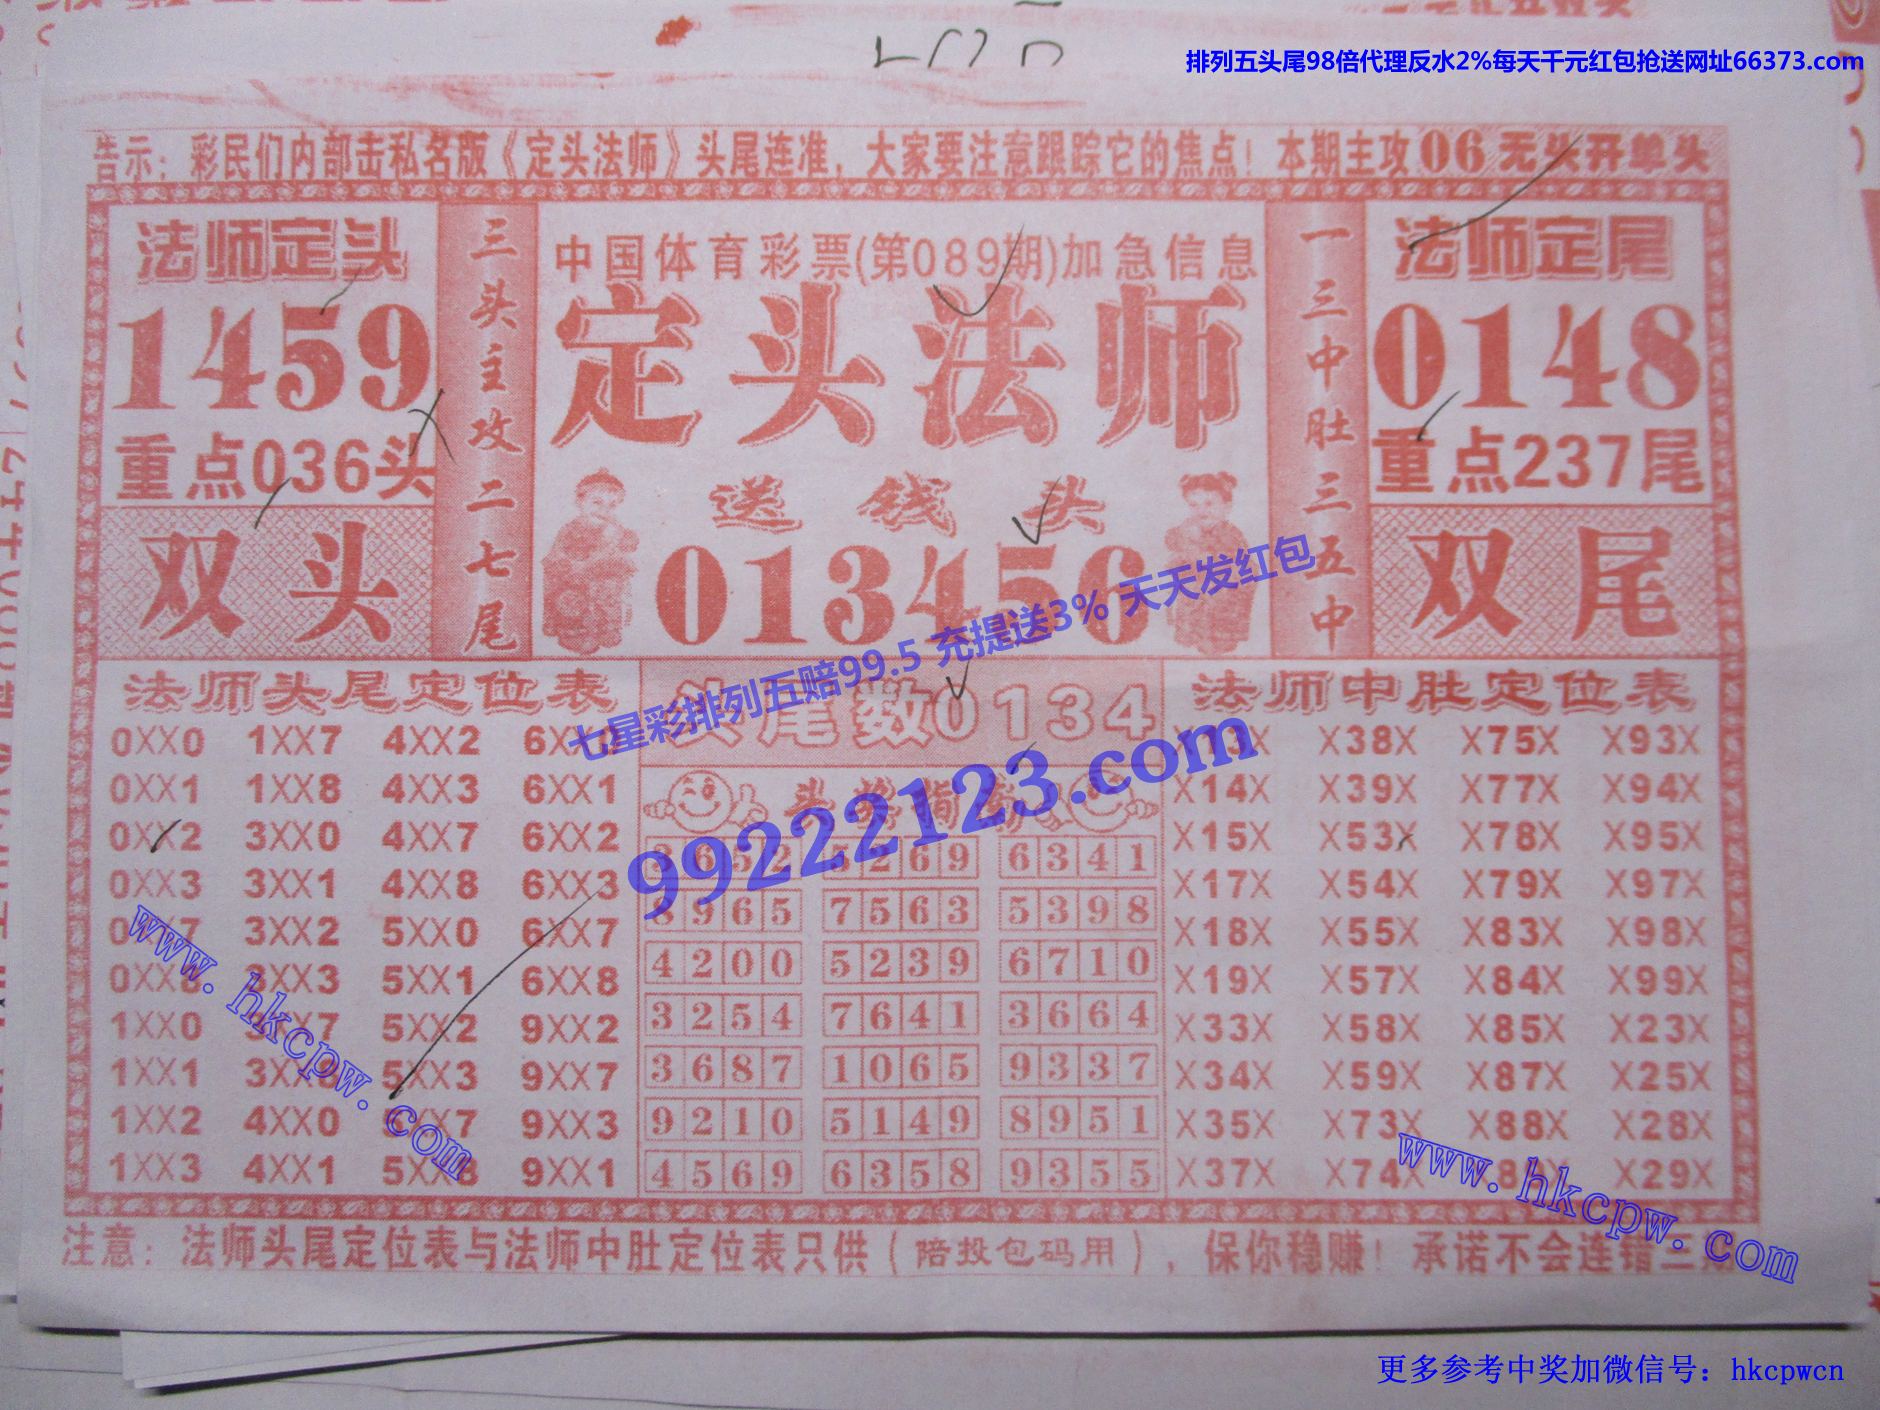 排列五头尾98倍代理反水2%每天千元红包抢送网址66373.com
告示：彩民们内部击私名版《定头法师》头尾连准，大家要注意跟踪它的焦点！本期主攻06无头开单头
法师定头
1459
重点036头
双头
三头主攻二七尾
中国体育彩票(第089期)加急信息
定头法师
送钱头
013456
一三中肚三五中
法师定尾
0148
重点237尾
双尾
七星彩排列五赔99.5 充提送3% 天天发红包
99222123.com
法师头尾定位表
0XX0 1XX7 4XX2
0XX1 1XX8 4XX3 6XX1
0XX2 3XX0 4XX7 6XX2
0XX3 3XX1 4XX8 6XX3
0XX7 3XX2 5XX0 6XX7
3XX3 5XX1 6XX8
1XX0 5XX2 9XX2
1XX1 5XX3 9XX7
1XX2 4XX0 9XX3
1XX3 4XX1 5XX8 9XX1
头尾数0134
3652 5269 6341
8965 7563 5398
4200 5239 6710
3254 7641 3664
3687 1065 9337
9210 5149 8951
4569 6358 9355
法师中肚定位表
X13X X38X X75X X93X
X14X X39X X77X X94X
X15X X53X X78X X95X
X17X X54X X79X X97X
X18X X55X X83X X98X
X19X X57X X84X X99X
X33X X58X X85X X23X
X34X X59X X87X X25X
X35X X73X X88X X28X
X37X X74X X29X
www.hkcpw.com
www.hkcpw.com
注意：法师头尾定位表与法师中肚定位表只供（陪投包码用），保你稳赚！承诺不会连错三期
更多参考中奖加微信号：hkcpwcn